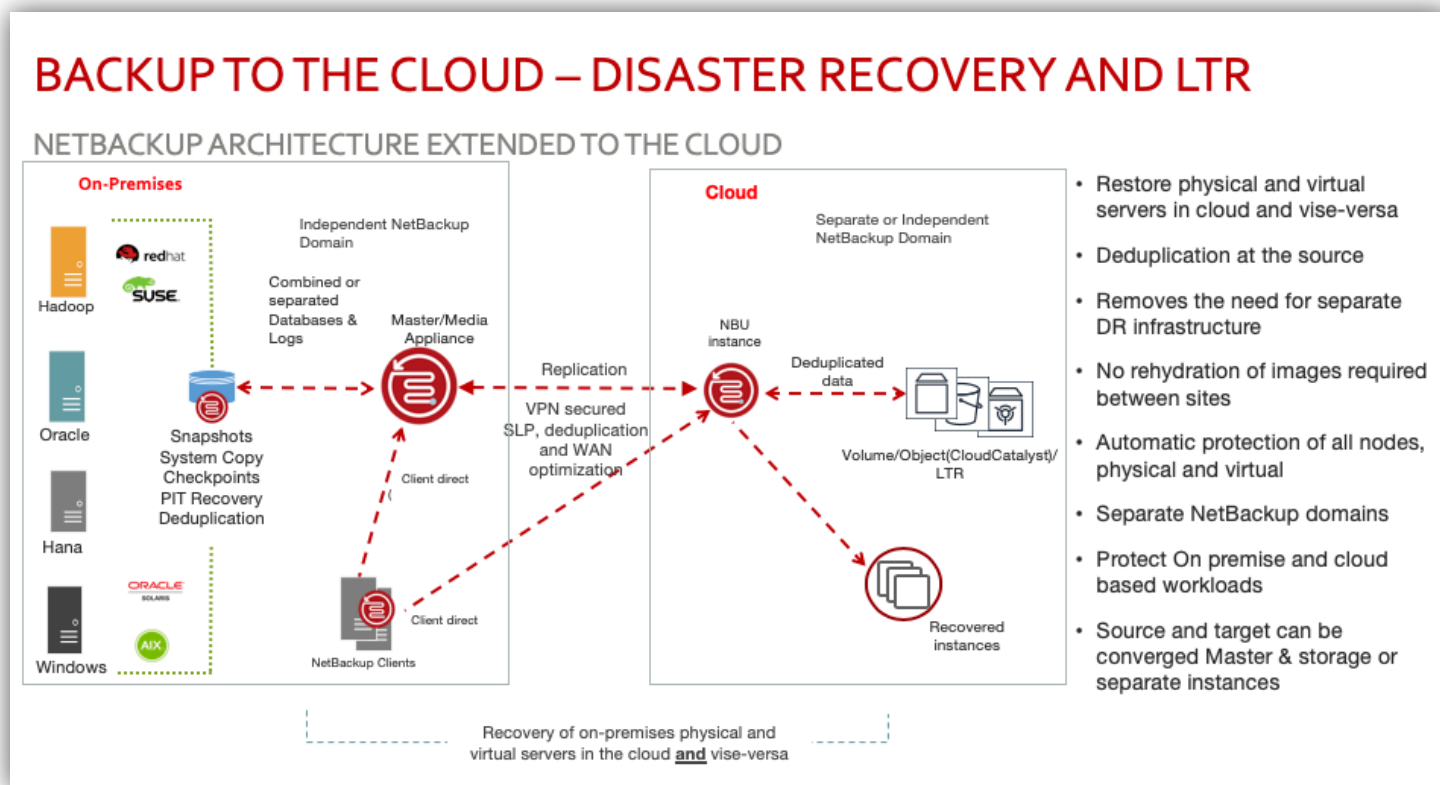 BACKUP TO THE CLOUD – DISASTER RECOVERY AND LTR
NETBACKUP ARCHITECTURE EXTENDED TO THE CLOUD
On-Premises
Hadoop
redhat
SUSE
Oracle
Hana
Windows
ORACLE
SOLARIS
AIX
Snapshots
System Copy
Checkpoints
PIT Recovery
Deduplication
Independent NetBackup
Domain
Combined or
separated
Databases &
Logs
Master/Media
Appliance
Client direct
(
Client direct
NetBackup Clients
Replication
VPN secured
SLP, deduplication
and WAN
optimization
Cloud
Separate or Independent
NetBackup Domain
NBU
instance
Deduplicated
data
Volume/Object(CloudCatalyst)/
LTR
Recovered
instances
Recovery of on-premises physical and
virtual servers in the cloud and vise-versa
• Restore physical and virtual
servers in cloud and vise-versa
• Deduplication at the source
• Removes the need for separate
DR infrastructure
• No rehydration of images required
between sites
• Automatic protection of all nodes,
physical and virtual
• Separate NetBackup domains
• Protect On premise and cloud
based workloads
• Source and target can be
converged Master & storage or
separate instances